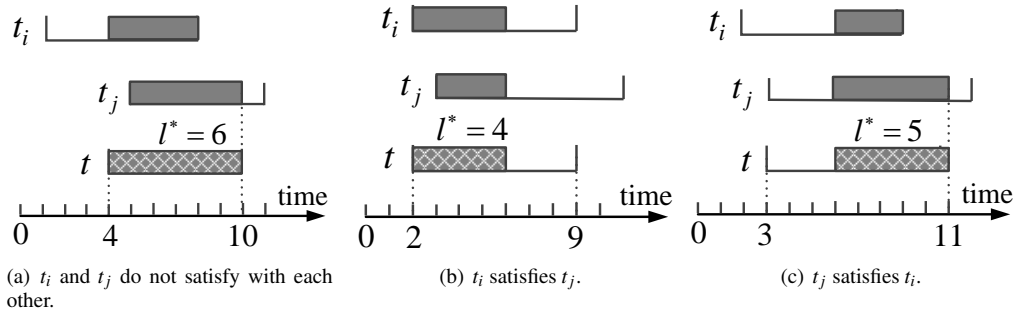 t_i
t_j
l* = 6
t
time
0
4
10
(a) t_i and t_j do not satisfy with each
other.
t_i
t_j
l* = 4
t
time
0
2
9
(b) t_i satisfies t_j.
t_i
t_j
l* = 5
t
time
0
3
11
(c) t_j satisfies t_i.